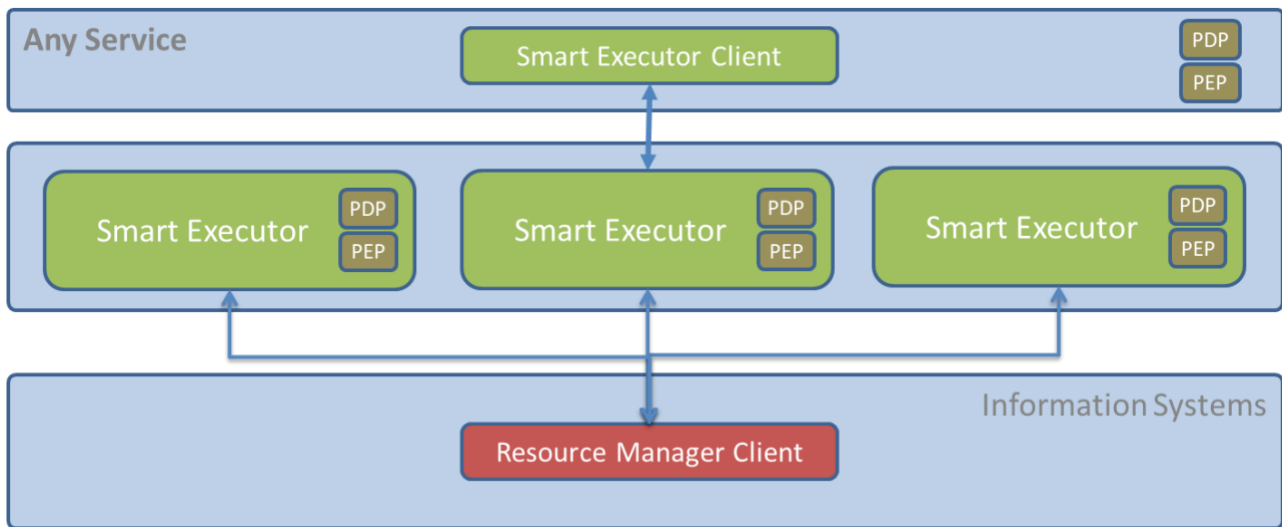 Any Service
Smart Executor Client
PDP
PEP
Smart Executor
PDP
PEP
Smart Executor
PDP
PEP
Smart Executor
PDP
PEP
Information Systems
Resource Manager Client